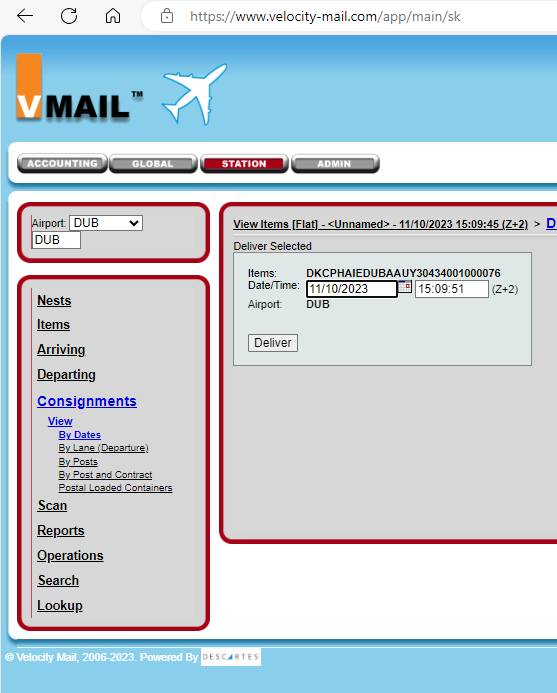 https://www.velocity-mail.com/app/main/sk
VMAIL™
ACCOUNTING GLOBAL STATION ADMIN
Airport: DUB
DUB
Nests
Items
Arriving
Departing
Consignments
View
By Dates
By Lane (Departure)
By Posts
By Post and Contract
Postal Loaded Containers
Scan
Reports
Operations
Search
Lookup
View Items [Flat] - <Unnamed> - 11/10/2023 15:09:45 (Z+2) > D
Deliver Selected
Items: DKCPHAIEDUBAAUY30434001000076
Date/Time: 11/10/2023 15:09:51 (Z+2)
Airport: DUB
Deliver
© Velocity Mail, 2006-2023. Powered By DESCARTES